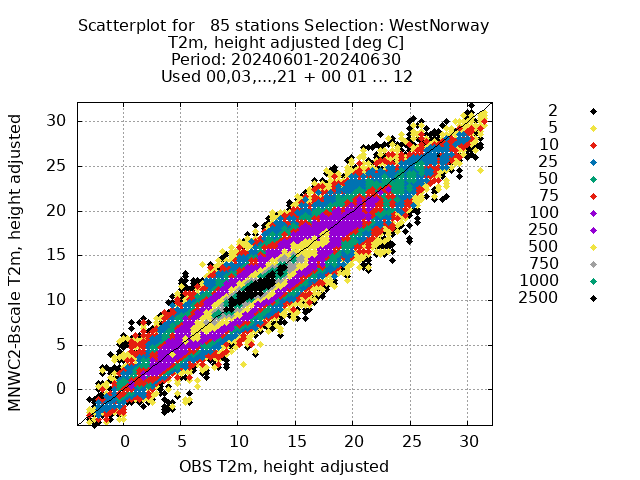 Scatterplot for   85 stations Selection: WestNorway
T2m, height adjusted [deg C]
Period: 20240601-20240630
Used 00,03,...,21 + 00 01 ... 12
MNWC2-Bscale T2m, height adjusted
30
25
20
15
10
5
0
0 5 10 15 20 25 30
OBS T2m, height adjusted
2
5
10
25
50
75
100
250
500
750
1000
2500